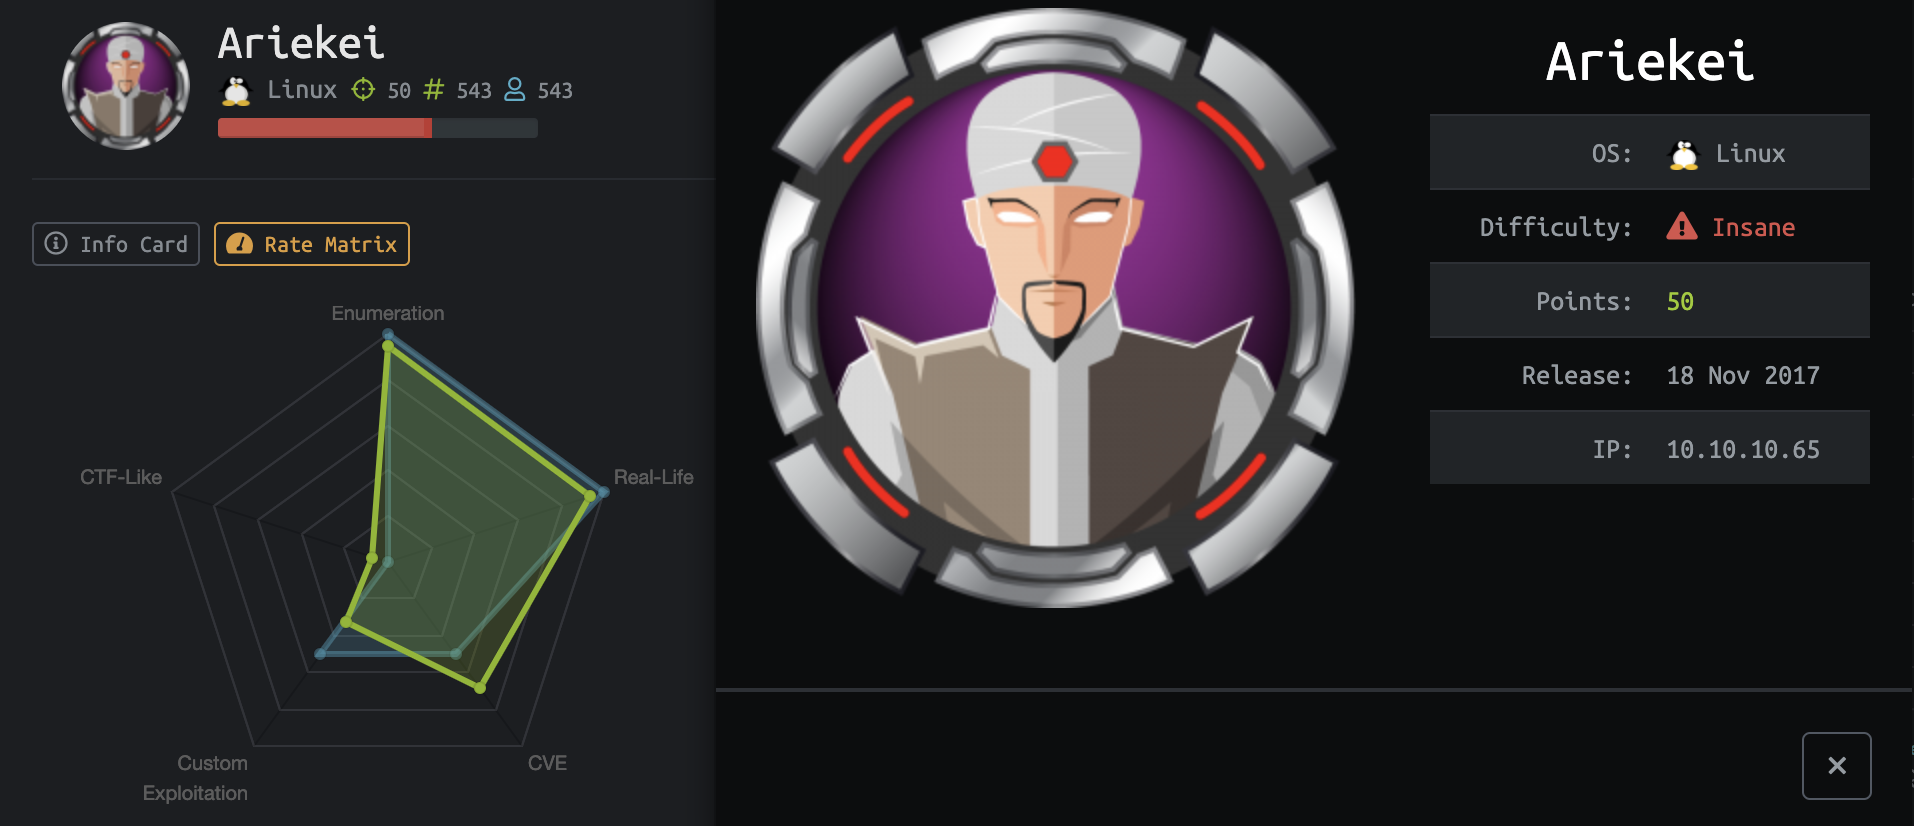 Ariekei
Linux 50 # 543 543
Info Card
Rate Matrix
Enumeration
CTF-Like
Real-Life
Custom
Exploitation
CVE
Ariekei
OS: Linux
Difficulty: Insane
Points: 50
Release: 18 Nov 2017
IP: 10.10.10.65